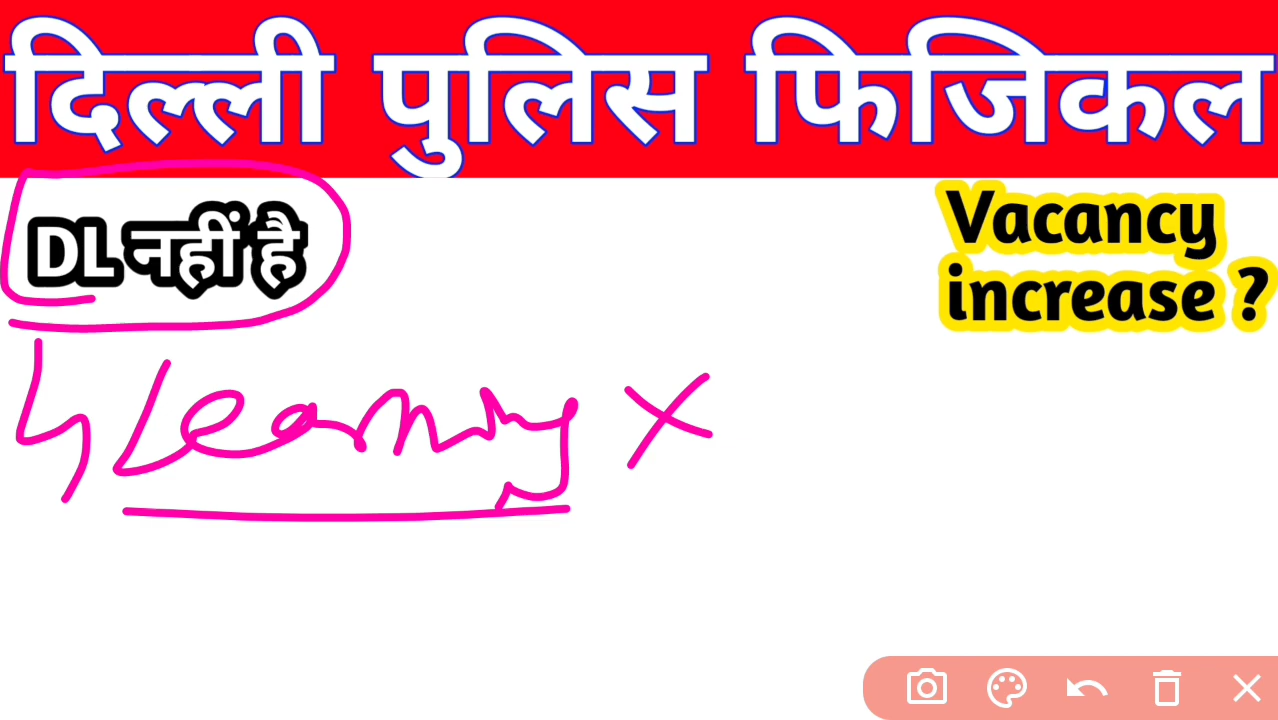 दिल्ली पुलिस फिजिकल
DL नहीं है
Vacancy
increase ?
Learning ×